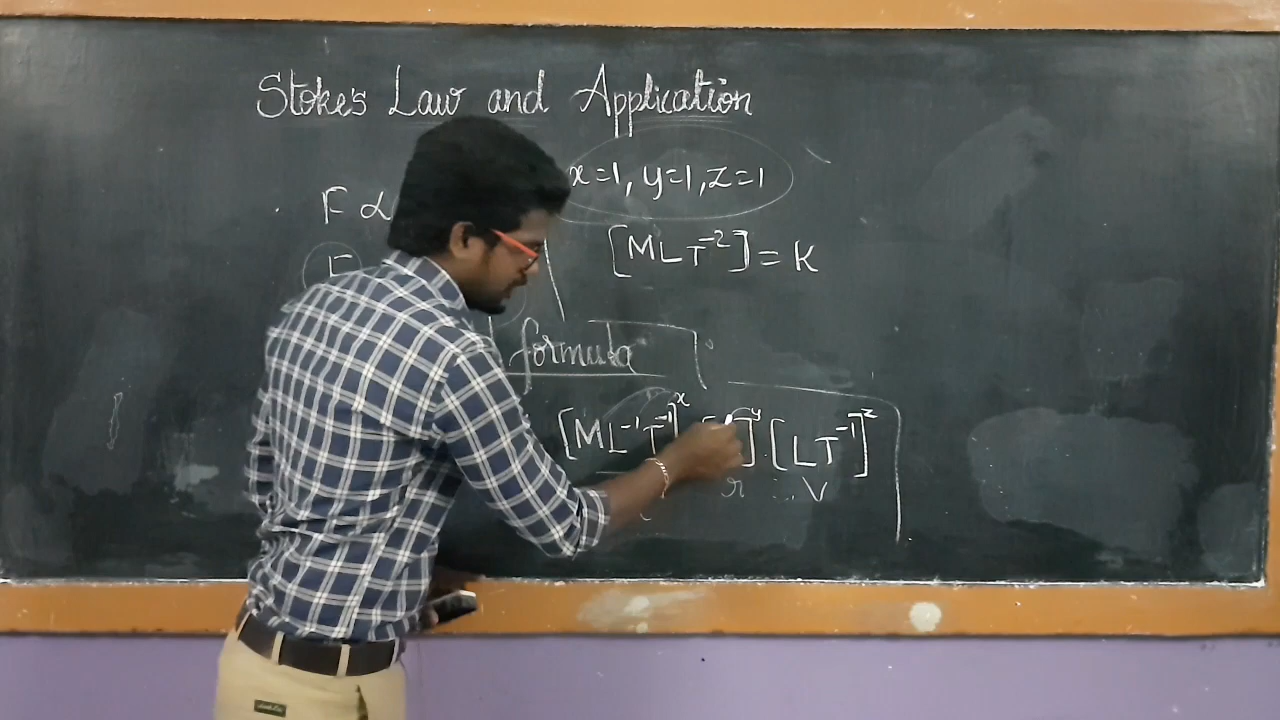 Stoke's Law and Application
x=1, y=1, z=1
F ∝
[MLT⁻²] = K
F
formula
[ML⁻¹T⁻¹]ˣ [ ]ʸ [LT⁻¹]ᶻ
r V